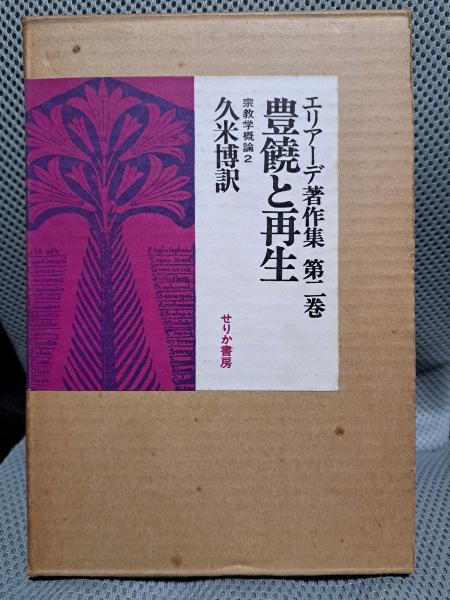 エリアーデ著作集 第二巻
豊饒と再生
宗教学概論2
久米博訳
せりか書房